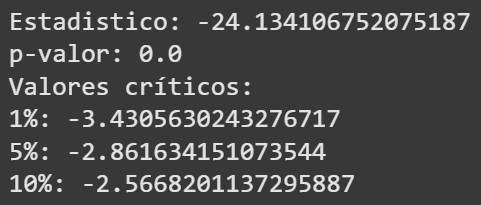 Estadistico: -24.134106752075187
p-valor: 0.0
Valores críticos:
1%: -3.4305630243276717
5%: -2.861634151073544
10%: -2.5668201137295887